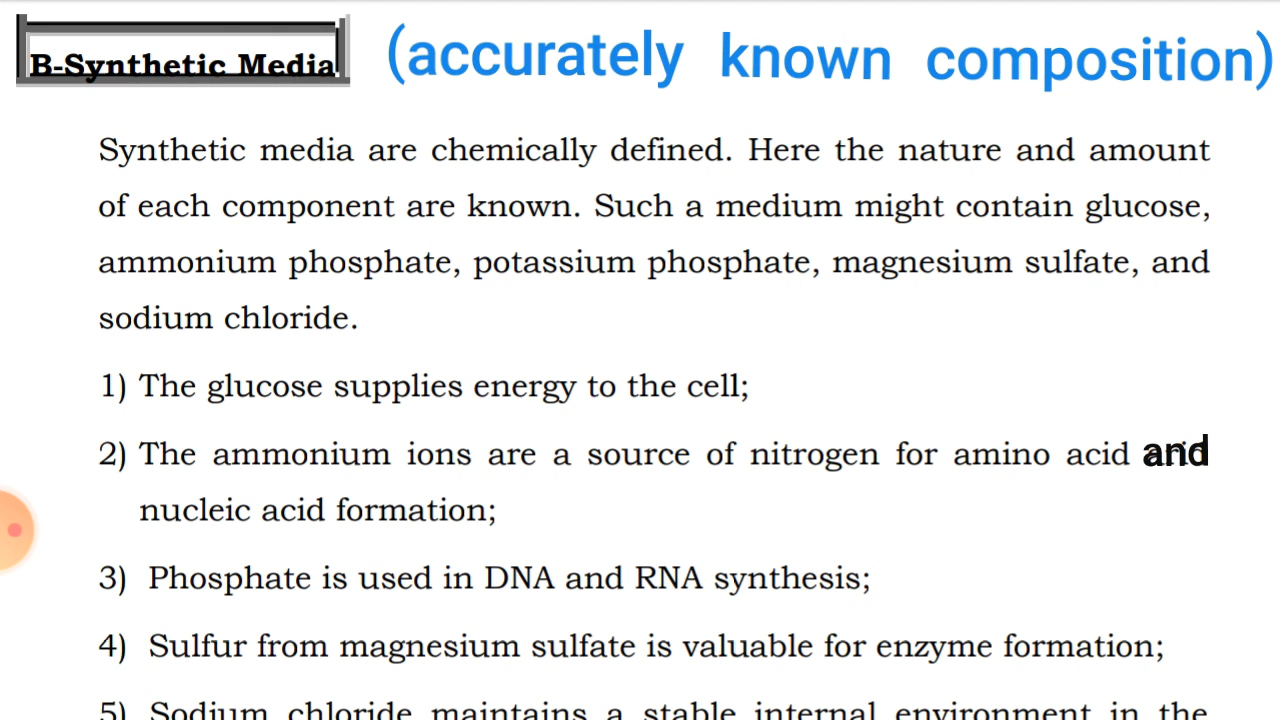 B-Synthetic Media (accurately known composition)
Synthetic media are chemically defined. Here the nature and amount
of each component are known. Such a medium might contain glucose,
ammonium phosphate, potassium phosphate, magnesium sulfate, and
sodium chloride.
1) The glucose supplies energy to the cell;
2) The ammonium ions are a source of nitrogen for amino acid and
nucleic acid formation;
3) Phosphate is used in DNA and RNA synthesis;
4) Sulfur from magnesium sulfate is valuable for enzyme formation;
5) Sodium chloride maintains a stable internal environment in the